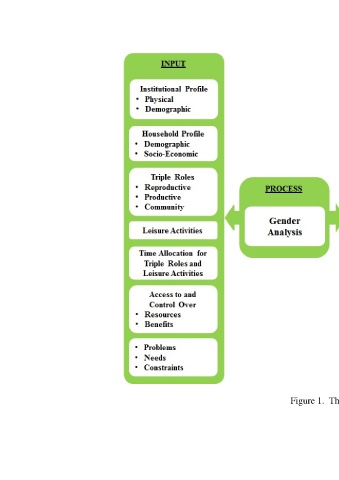 INPUT
Institutional Profile
• Physical
• Demographic
Household Profile
• Demographic
• Socio-Economic
Triple Roles
• Reproductive
• Productive
• Community
Leisure Activities
Time Allocation for
Triple Roles and
Leisure Activities
Access to and
Control Over
• Resources
• Benefits
• Problems
• Needs
• Constraints
PROCESS
Gender
Analysis
Figure 1. Th